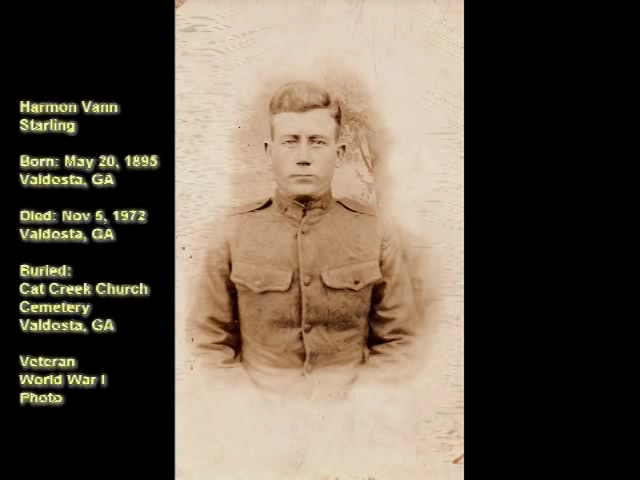 Harmon Vann
Starling
Born: May 20, 1895
Valdosta, GA
Died: Nov 5, 1972
Valdosta, GA
Buried:
Cat Creek Church
Cemetery
Valdosta, GA
Veteran
World War I
Photo